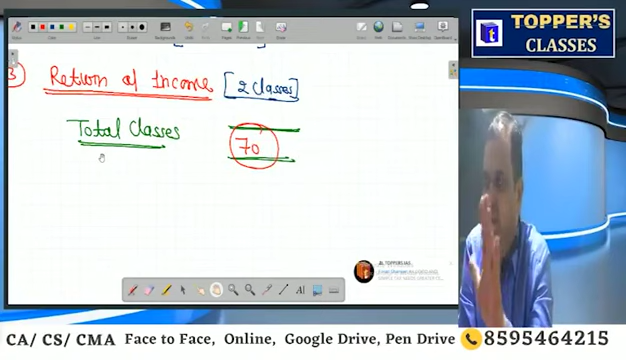 TOPPER'S
CLASSES
3 Return of Income [2 classes]
Total Classes 70
CA/ CS/ CMA Face to Face, Online, Google Drive, Pen Drive 8595464215